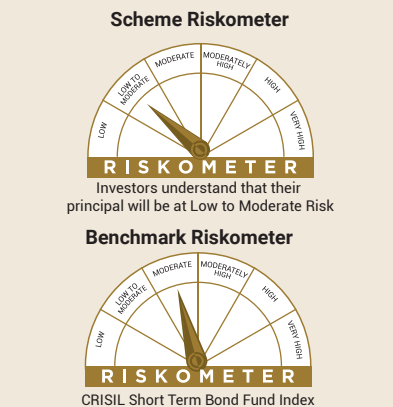 Scheme Riskometer
LOW
LOW TO
MODERATE
MODERATE
MODERATELY
HIGH
HIGH
VERY HIGH
RISKOMETER
Investors understand that their
principal will be at Low to Moderate Risk
Benchmark Riskometer
LOW
LOW TO
MODERATE
MODERATE
MODERATELY
HIGH
HIGH
VERY HIGH
RISKOMETER
CRISIL Short Term Bond Fund Index